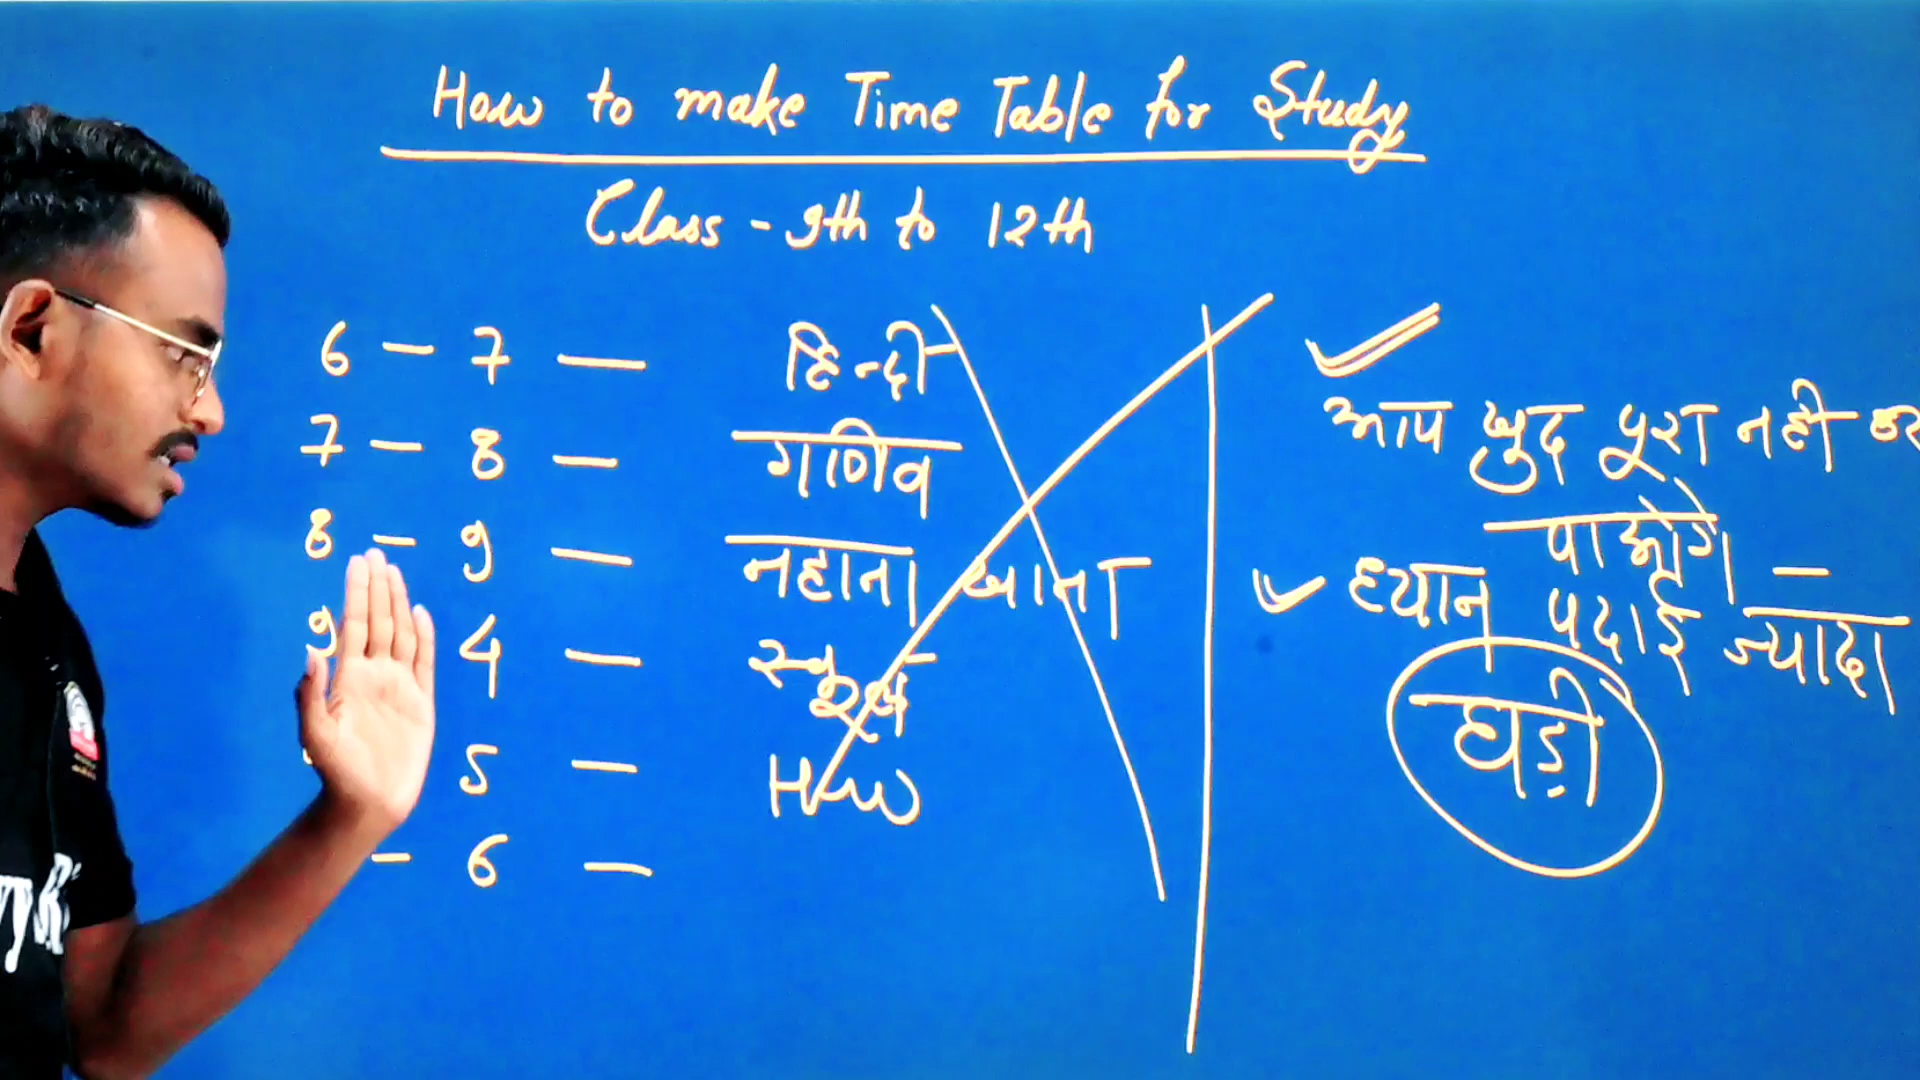 How to make Time Table for Study
Class - 9th to 12th
6 - 7 - हिन्दी
7 - 8 - गणित
8 - 9 - नहाना खाना
9 4 - स्कूल
5 - H/W
- 6 -
✓
आप खुद पूरा नही कर
पाओगे -
✓ ध्यान पढाई ज्यादा
घड़ी